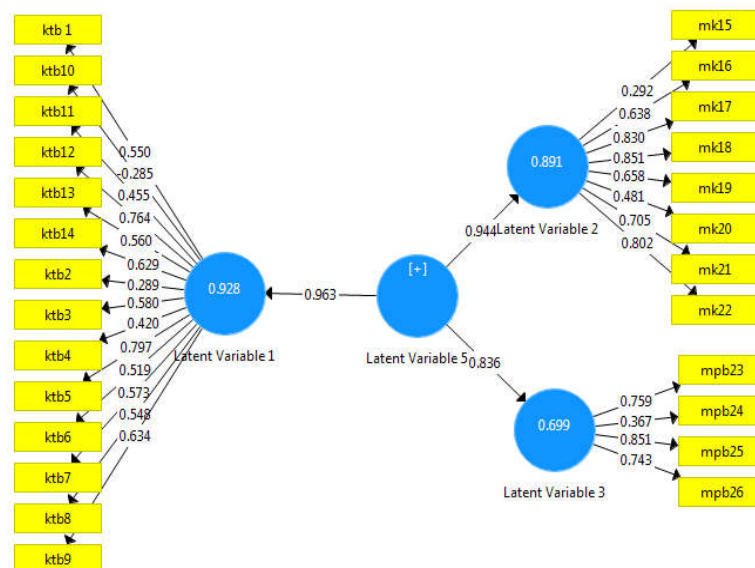 ktb 1
ktb10
ktb11
ktb12
ktb13
ktb14
ktb2
ktb3
ktb4
ktb5
ktb6
ktb7
ktb8
ktb9
0.550
-0.285
0.455
0.764
0.560
0.629
0.289
0.580
0.420
0.797
0.519
0.573
0.548
0.634
0.928
Latent Variable 1
0.963
[+]
Latent Variable 5
0.944
0.836
0.891
Latent Variable 2
0.292
0.638
0.830
0.851
0.658
0.481
0.705
0.802
mk15
mk16
mk17
mk18
mk19
mk20
mk21
mk22
0.699
Latent Variable 3
0.759
0.367
0.851
0.743
mpb23
mpb24
mpb25
mpb26